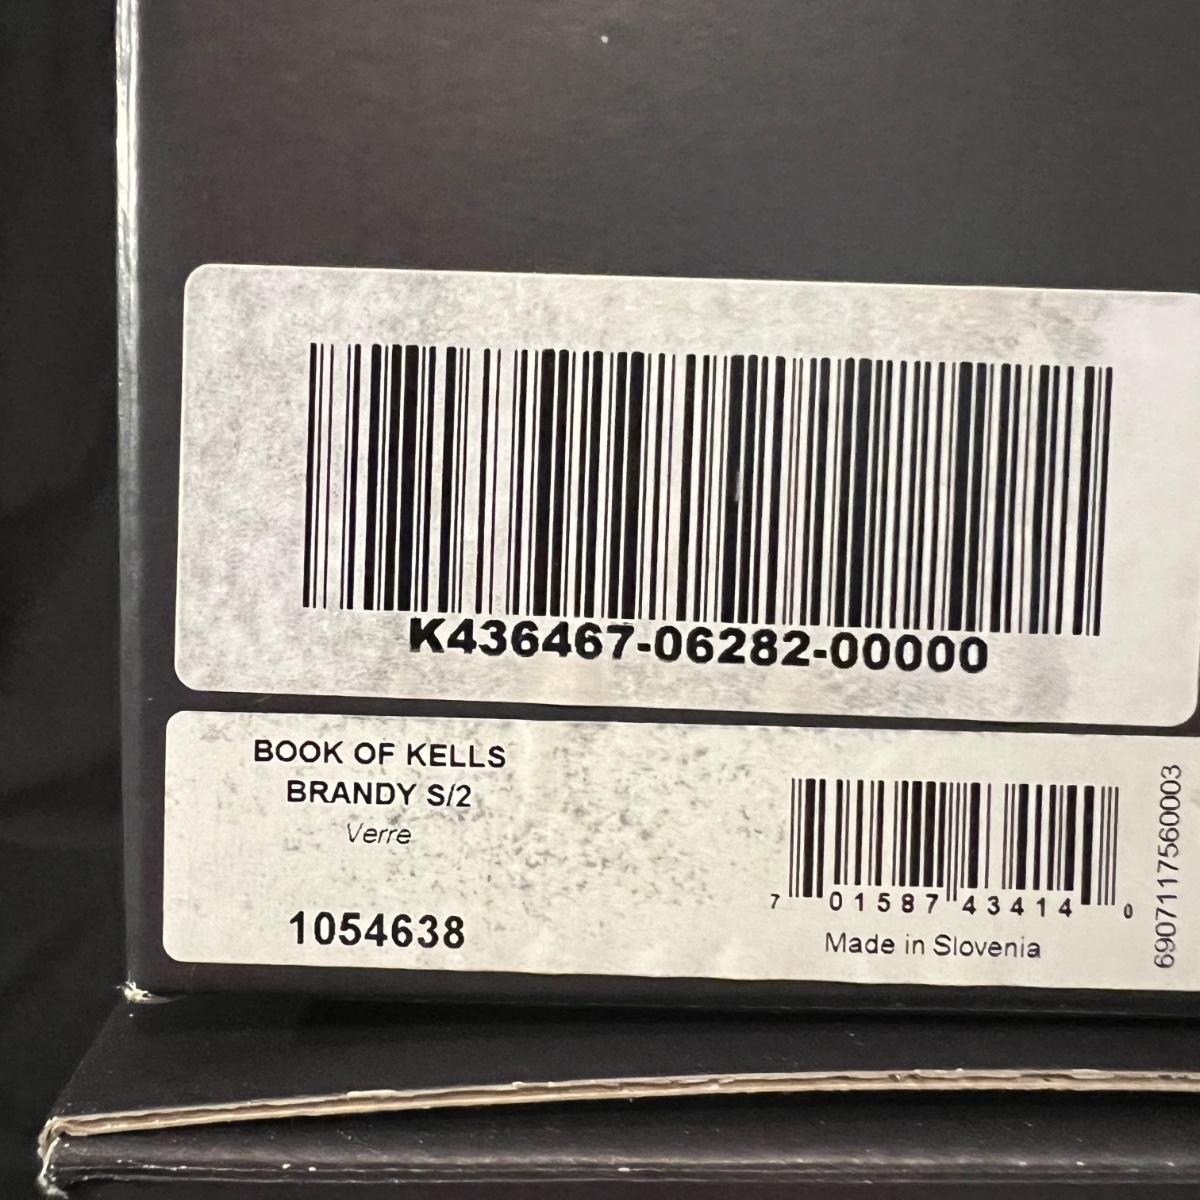 K436467-06282-00000
BOOK OF KELLS
BRANDY S/2
Verre
1054638
7 01587 43414 0
Made in Slovenia
6907117560003